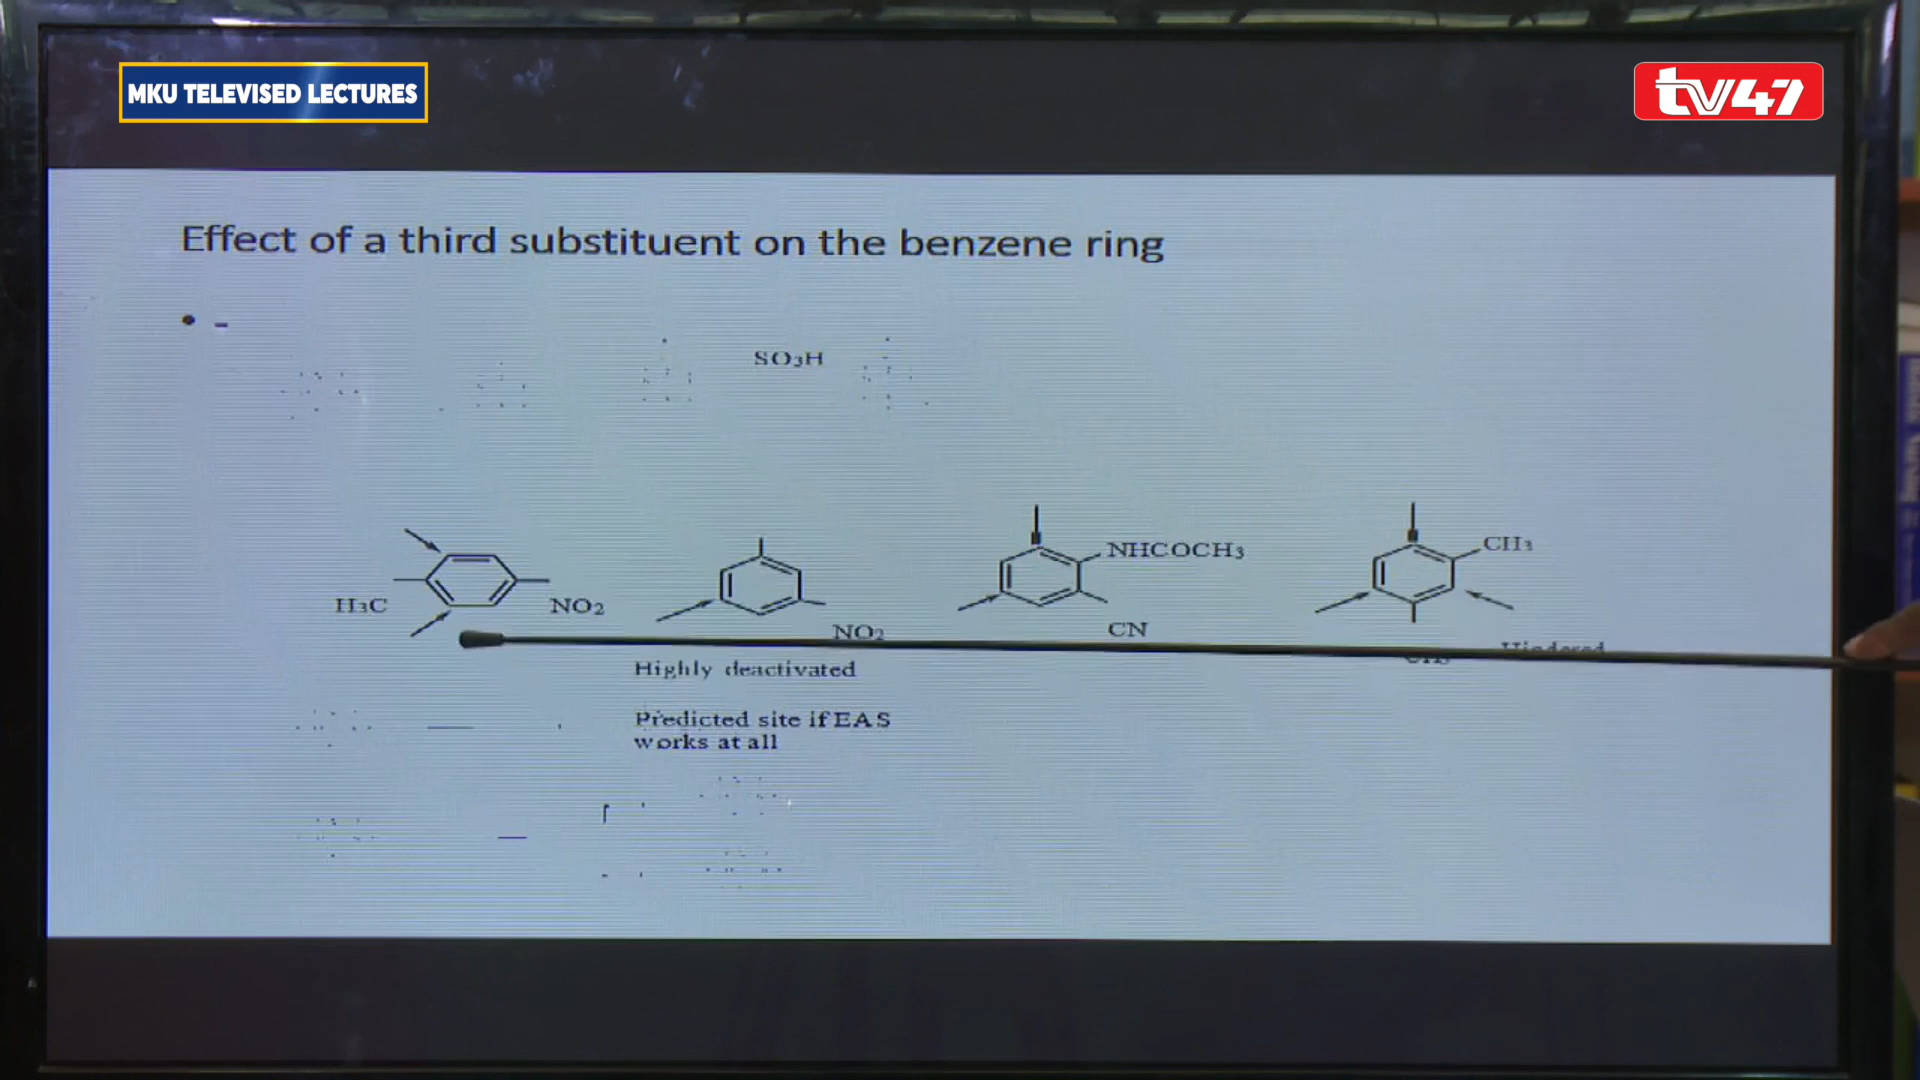 MKU TELEVISED LECTURES
tv47
Effect of a third substituent on the benzene ring
SO3H
H3C
NO2
NO2
NHCOCH3
CN
CH3
Highly deactivated
Predicted site if EAS
works at all